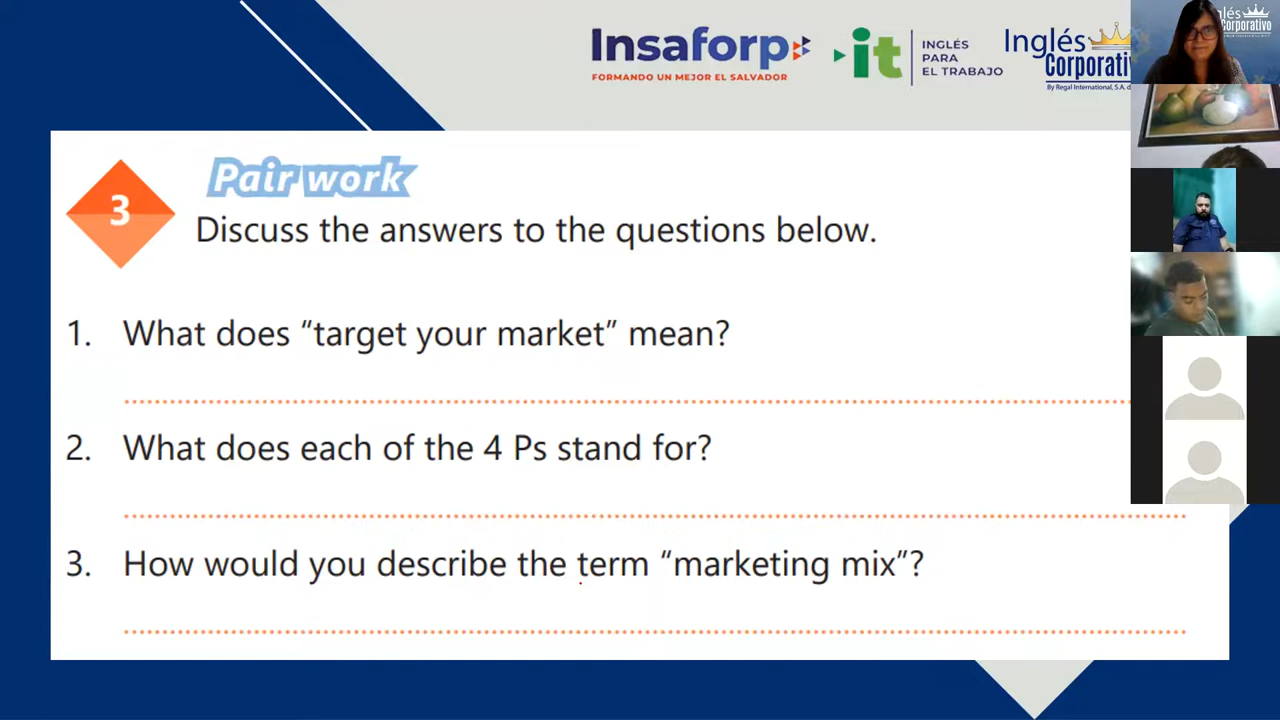 Insaforp
FORMANDO UN MEJOR EL SALVADOR
it
INGLÉS
PARA
EL TRABAJO
Inglés
Corporativ
By Regal International, S.A. d
glés
Corporativo
3
Pair work
Discuss the answers to the questions below.
1. What does “target your market” mean?
2. What does each of the 4 Ps stand for?
3. How would you describe the term “marketing mix”?